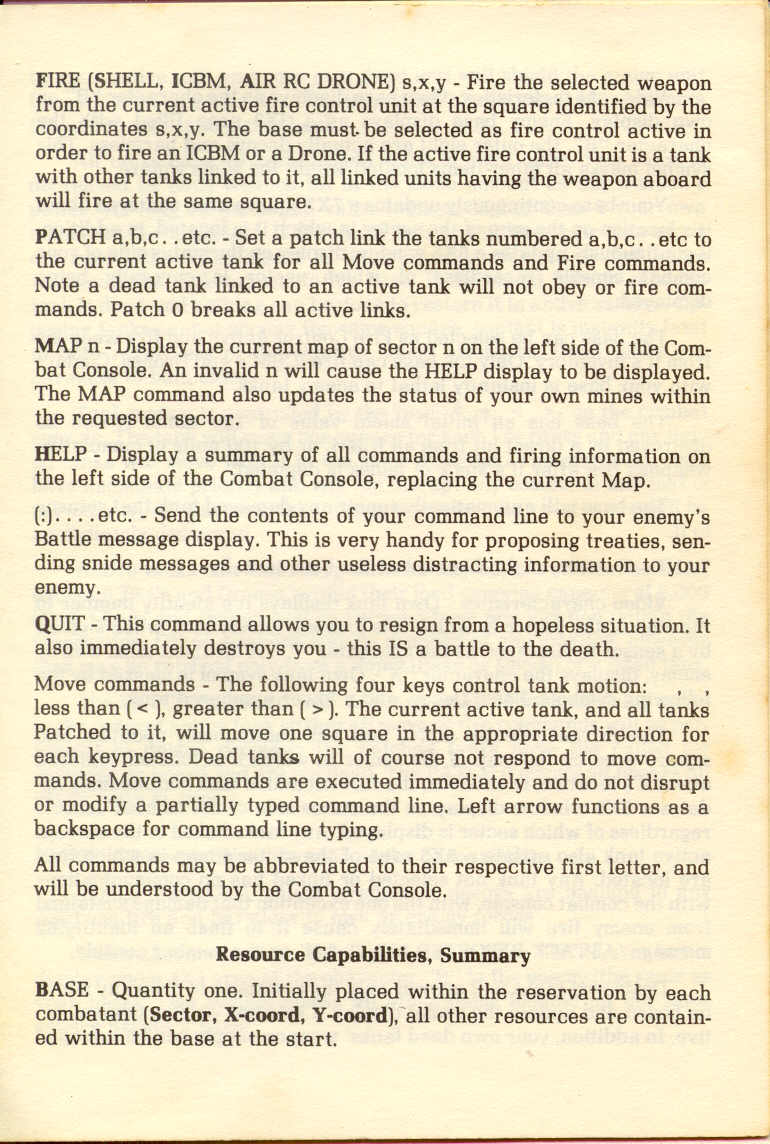 FIRE (SHELL, ICBM, AIR RC DRONE) s,x,y - Fire the selected weapon
from the current active fire control unit at the square identified by the
coordinates s,x,y. The base must be selected as fire control active in
order to fire an ICBM or a Drone. If the active fire control unit is a tank
with other tanks linked to it, all linked units having the weapon aboard
will fire at the same square.
PATCH a,b,c. .etc. - Set a patch link the tanks numbered a,b,c. .etc to
the current active tank for all Move commands and Fire commands.
Note a dead tank linked to an active tank will not obey or fire com-
mands. Patch 0 breaks all active links.
MAP n - Display the current map of sector n on the left side of the Com-
bat Console. An invalid n will cause the HELP display to be displayed.
The MAP command also updates the status of your own mines within
the requested sector.
HELP - Display a summary of all commands and firing information on
the left side of the Combat Console, replacing the current Map.
(:). . . .etc. - Send the contents of your command line to your enemy's
Battle message display. This is very handy for proposing treaties, sen-
ding snide messages and other useless distracting information to your
enemy.
QUIT - This command allows you to resign from a hopeless situation. It
also immediately destroys you - this IS a battle to the death.
Move commands - The following four keys control tank motion: , ,
less than ( < ), greater than ( > ). The current active tank, and all tanks
Patched to it, will move one square in the appropriate direction for
each keypress. Dead tanks will of course not respond to move com-
mands. Move commands are executed immediately and do not disrupt
or modify a partially typed command line. Left arrow functions as a
backspace for command line typing.
All commands may be abbreviated to their respective first letter, and
will be understood by the Combat Console.
Resource Capabilities, Summary
BASE - Quantity one. Initially placed within the reservation by each
combatant (Sector, X-coord, Y-coord), all other resources are contain-
ed within the base at the start.